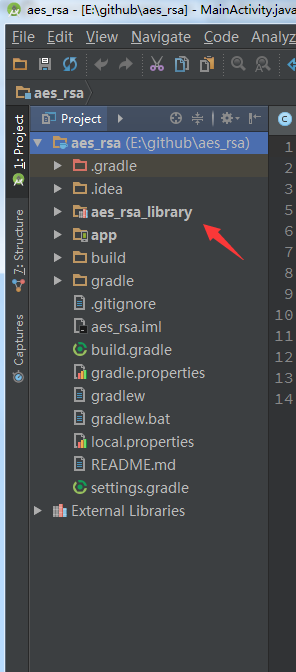 aes_rsa - [E:\github\aes_rsa] - MainActivity.java
File Edit View Navigate Code Analyz
aes_rsa
1: Project
7: Structure
Captures
Project
aes_rsa (E:\github\aes_rsa)
.gradle
.idea
aes_rsa_library
app
build
gradle
.gitignore
aes_rsa.iml
build.gradle
gradle.properties
gradlew
gradlew.bat
local.properties
README.md
settings.gradle
External Libraries
C
1
2
3
4
5
6
7
8
9
10
11
12
13
14